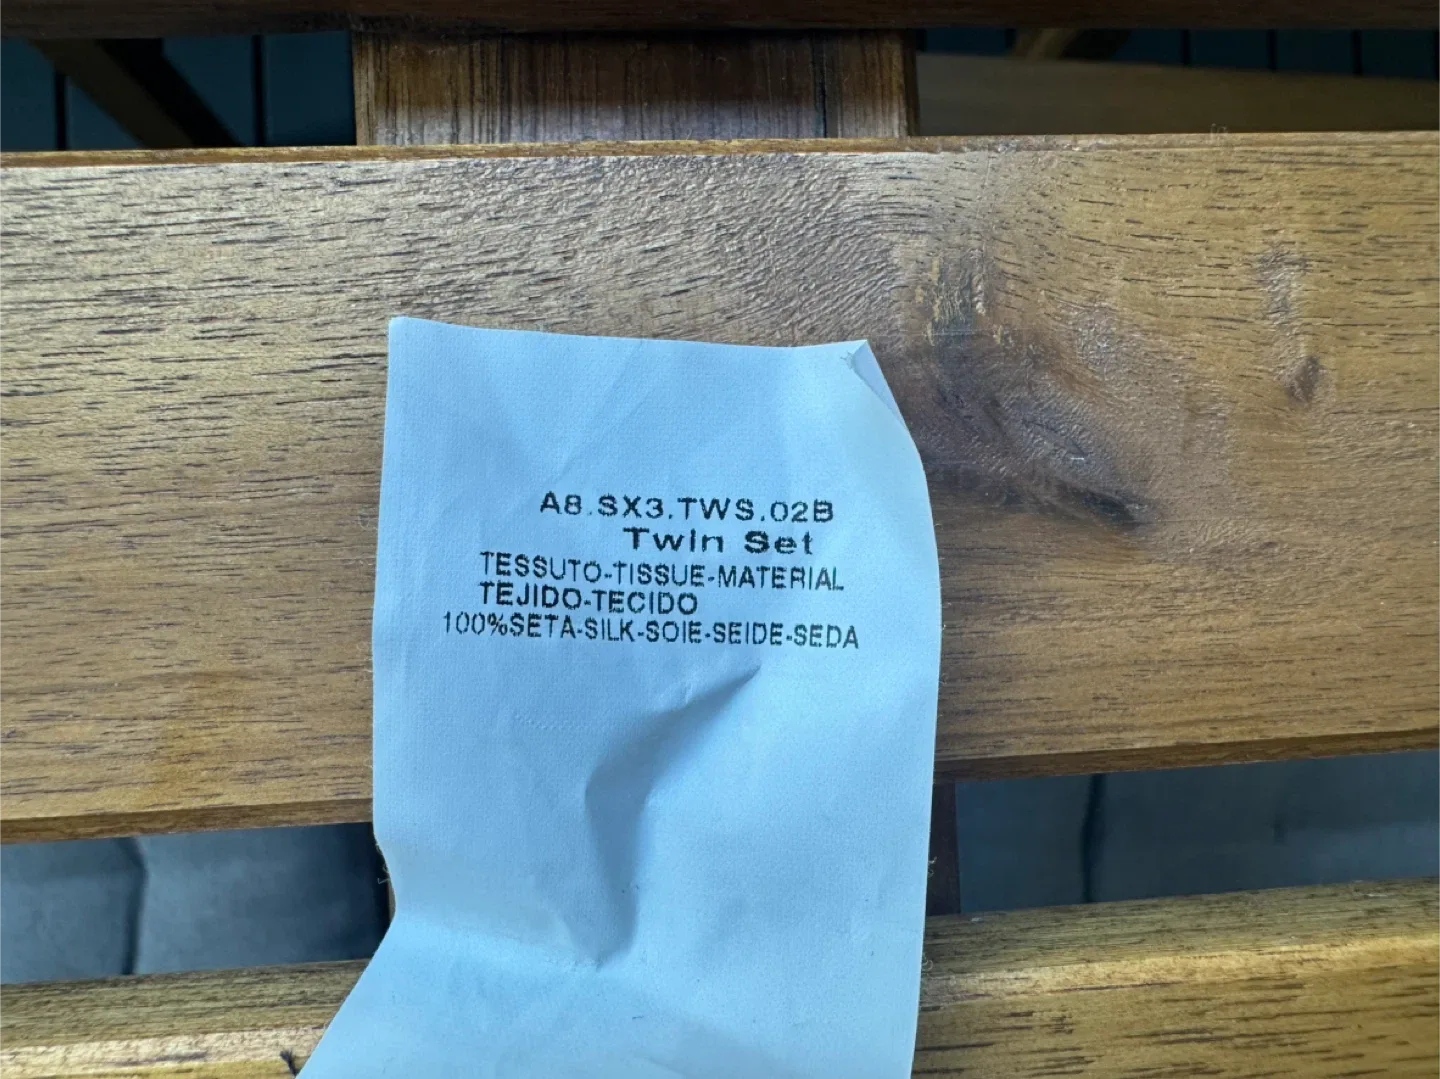 A8.SX3.TWS.02B
Twin Set
TESSUTO-TISSUE-MATERIAL
TEJIDO-TECIDO
100%SETA-SILK-SOIE-SEIDE-SEDA